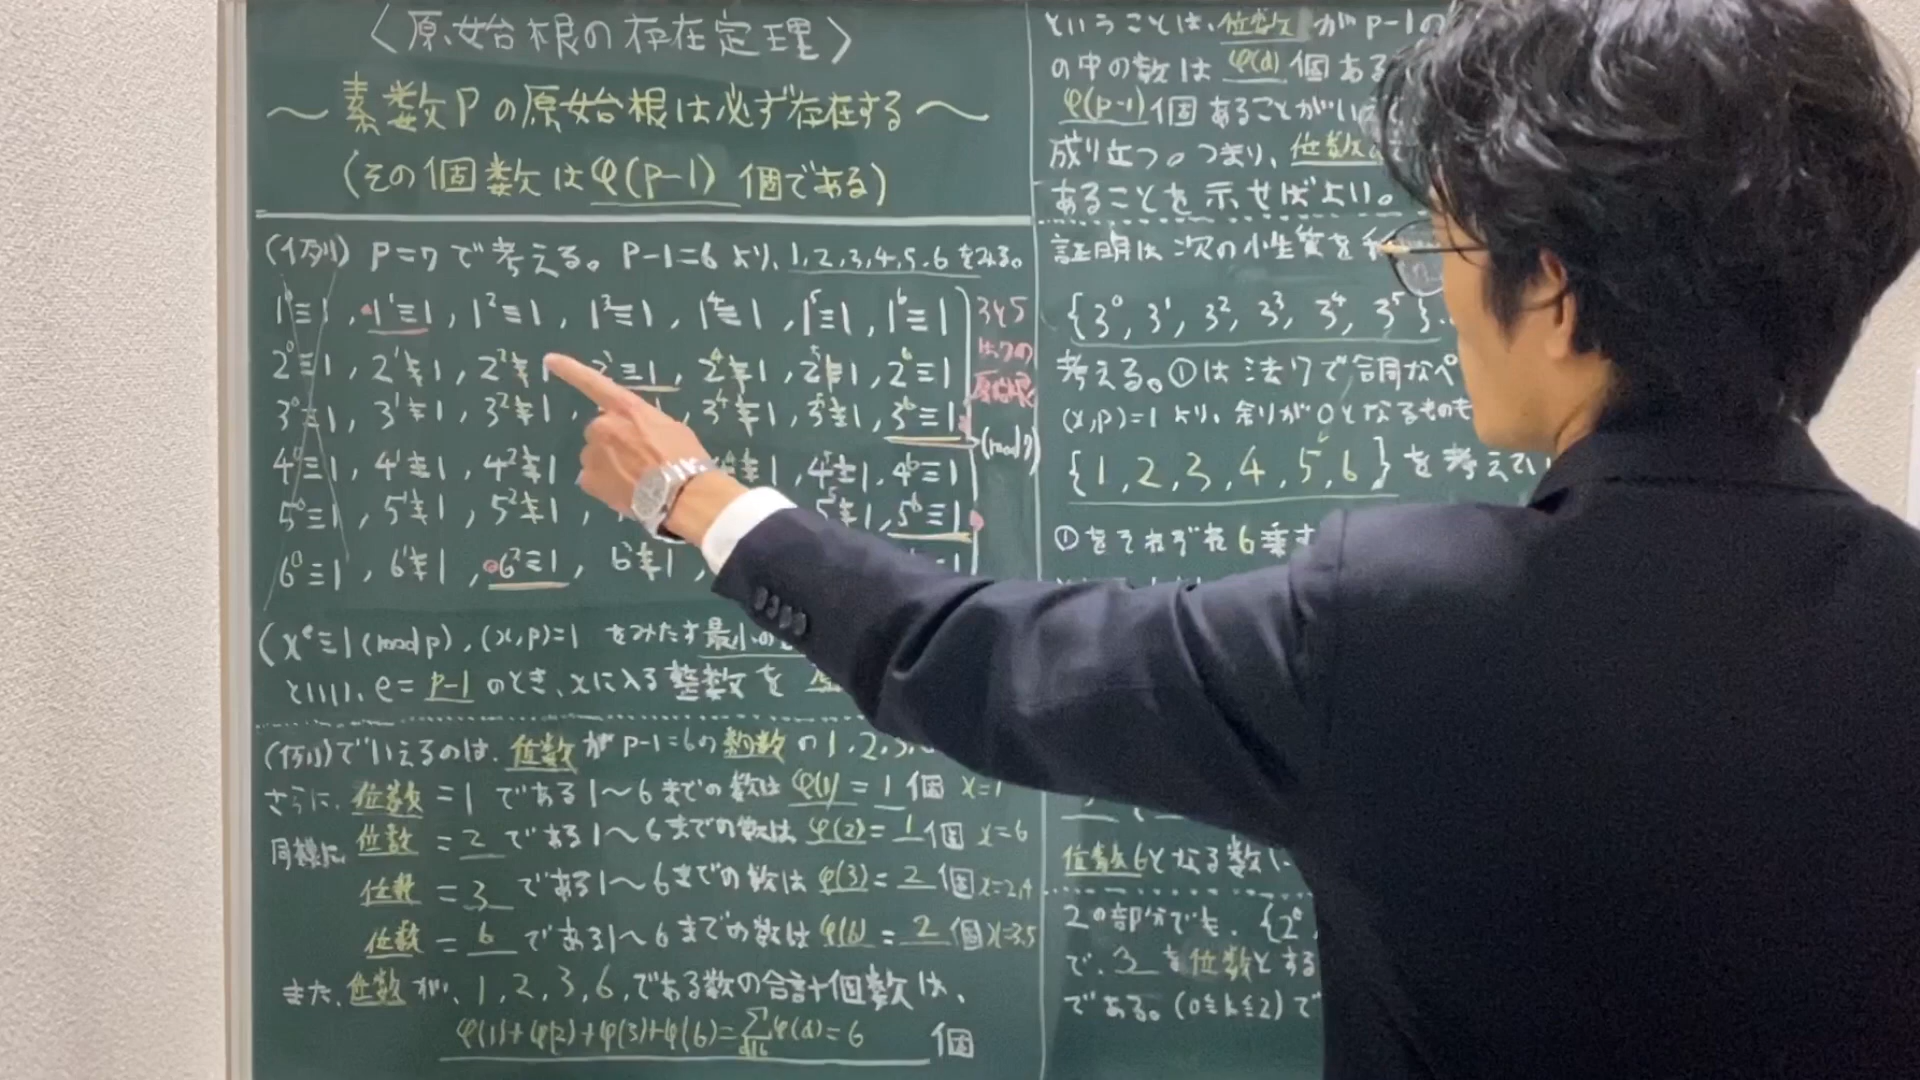 〈原始根の存在定理〉
～素数Pの原始根は必ず存在する～
(その個数はφ(P-1)個である)
(例) P=7で考える。P-1=6より、1,2,3,4,5,6をみる。
1⁰≡1, 1¹≡1, 1²≡1, 1³≡1, 1⁴≡1, 1⁵≡1, 1⁶≡1
2⁰≡1, 2¹≢1, 2²≢1, 2³≡1, 2⁴≢1, 2⁵≢1, 2⁶≡1
3⁰≡1, 3¹≢1, 3²≢1, 3⁴≢1, 3⁵≢1, 3⁶≡1
4⁰≡1, 4¹≢1, 4²≢1, ≢1, 4⁵≢1, 4⁶≡1
5⁰≡1, 5¹≢1, 5²≢1, 5⁵≢1, 5⁶≡1
6⁰≡1, 6¹≢1, 6²≡1, 6³≢1,
3と5
は7の
原始根
(mod 7)
(xᵉ≡1(mod p), (x,p)=1 をみたす最小の
といい、e=p-1のとき、xに入る整数を
(例)でいえるのは、位数がP-1=6の約数の1,2,3,
さらに、位数=1である1～6までの数はφ(1)=1個 x=1
同様に、位数=2である1～6までの数はφ(2)=1個 x=6
位数=3である1～6までの数はφ(3)=2個 x=2,4
位数=6である1～6までの数はφ(6)=2個 x=3,5
また、位数が、1,2,3,6,である数の合計個数は、
φ(1)+φ(2)+φ(3)+φ(6)=Σd|6 φ(d)=6 個
ということは、位数がP-1の
の中の数はφ(d)個ある
φ(P-1)個あることがい
成り立つ。つまり、位数
あることを示せばよい。
証明は次の小性質を
{3⁰, 3¹, 3², 3³, 3⁴, 3⁵}
考える。①は法7で合同なペ
(x,p)=1より、余りが0となるものも
{1,2,3,4,5,6}を考えてい
①をそれぞれ6乗す
位数6となる数
2の部分でも、{2⁰,
で、3を位数とする
である。(0≦k≦2)で